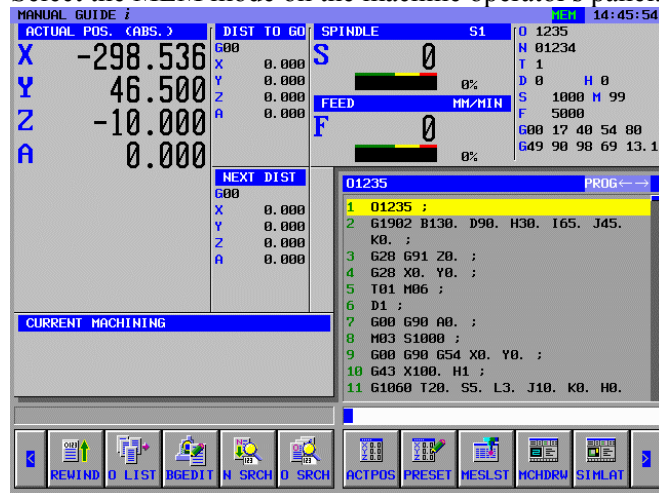 Select the MEM mode on the machine operator's panel.
MANUAL GUIDE i MEM 14:45:54
ACTUAL POS. (ABS.)
X -298.536
Y 46.500
Z -10.000
A 0.000
DIST TO GO
G00
X 0.000
Y 0.000
Z 0.000
A 0.000
NEXT DIST
G00
X 0.000
Y 0.000
Z 0.000
A 0.000
SPINDLE S1
S 0
0%
FEED MM/MIN
F 0
0%
O 1235
N 01234
T 1
D 0 H 0
S 1000 M 99
F 5000
G00 17 40 54 80
G49 90 98 69 13.1
O1235 PROG←→
1 O1235 ;
2 G1902 B130. D90. H30. I65. J45.
K0. ;
3 G28 G91 Z0. ;
4 G28 X0. Y0. ;
5 T01 M06 ;
6 D1 ;
7 G00 G90 A0. ;
8 M03 S1000 ;
9 G00 G90 G54 X0. Y0. ;
10 G43 X100. H1 ;
11 G1060 T20. S5. L3. J10. K0. H0.
CURRENT MACHINING
< REWIND O LIST BGEDIT N SRCH O SRCH ACTPOS PRESET MESLST MCHDRW SIMLAT >